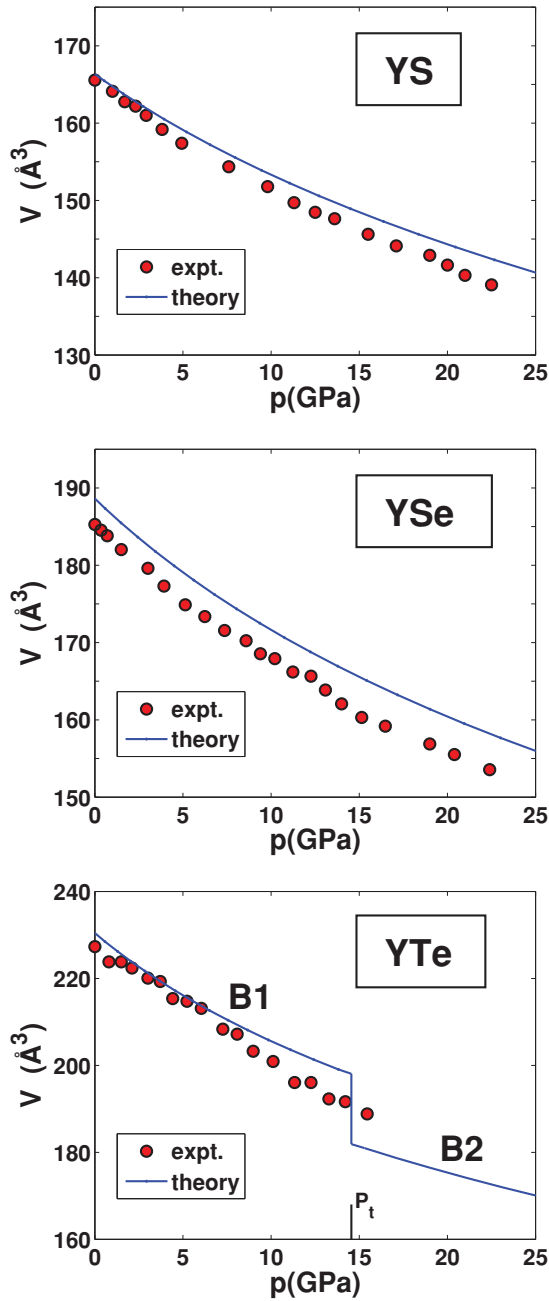 YS
170
160
150
140
130
V (Å³)
expt.
theory
0 5 10 15 20 25
p(GPa)
YSe
190
180
170
160
150
V (Å³)
expt.
theory
0 5 10 15 20 25
p(GPa)
YTe
240
220
200
180
160
V (Å³)
B1
B2
expt.
theory
P_t
0 5 10 15 20 25
p(GPa)